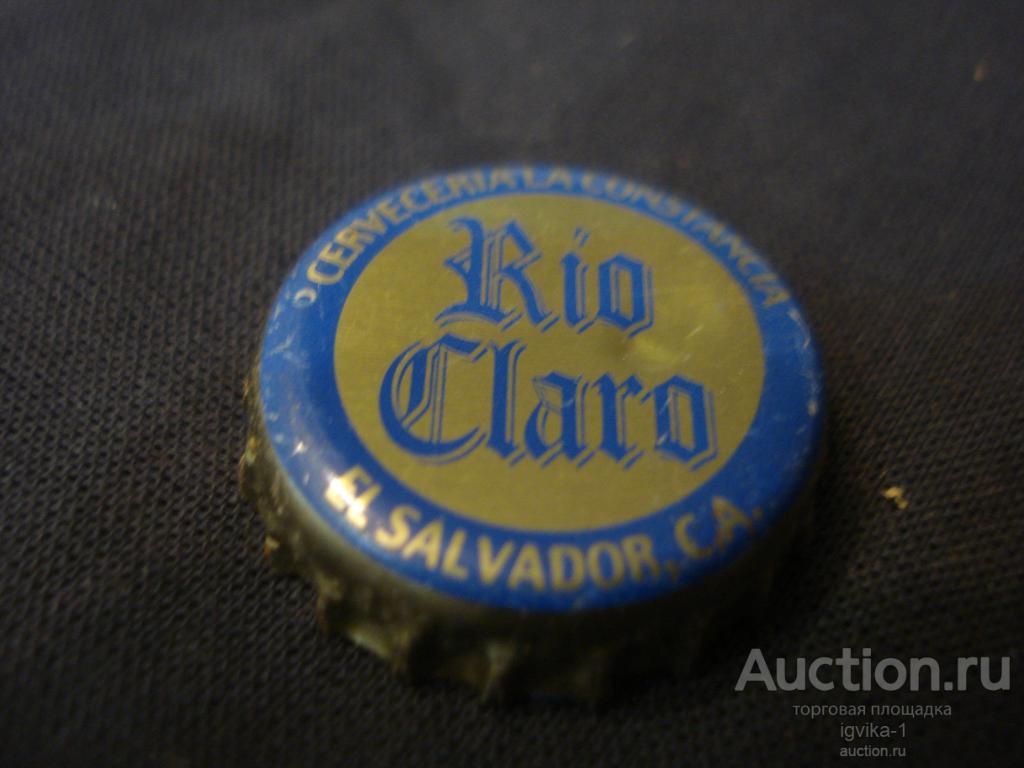 CERVECERIA LA CONSTANCIA
Rio
Claro
EL SALVADOR, C.A.
Auction.ru
торговая площадка
igvika-1
auction.ru